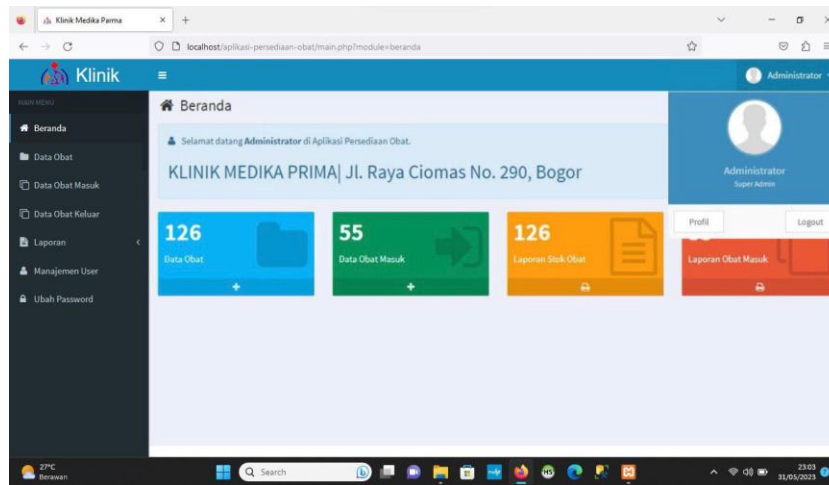 Klinik Medika Parma
localhost/aplikasi-persediaan-obat/main.php?module=beranda
Klinik
Administrator
MAIN MENU
Beranda
Data Obat
Data Obat Masuk
Data Obat Keluar
Laporan
Manajemen User
Ubah Password
Beranda
Selamat datang Administrator di Aplikasi Persediaan Obat.
KLINIK MEDIKA PRIMA| Jl. Raya Ciomas No. 290, Bogor
Administrator
Super Admin
Profil
Logout
126
Data Obat
55
Data Obat Masuk
126
Laporan Stok Obat
Laporan Obat Masuk
27°C
Berawan
Search
23:03
31/05/2023